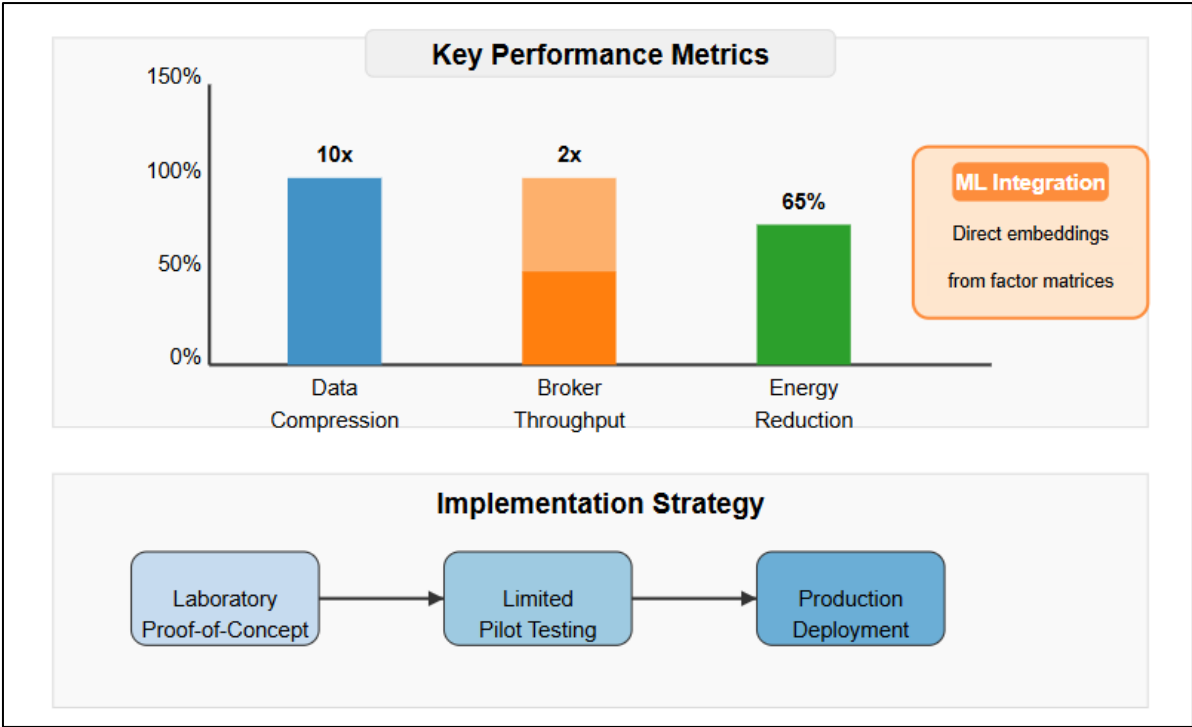 Key Performance Metrics
150%
100%
50%
0%
10x
2x
65%
Data
Compression
Broker
Throughput
Energy
Reduction
ML Integration
Direct embeddings
from factor matrices
Implementation Strategy
Laboratory
Proof-of-Concept
Limited
Pilot Testing
Production
Deployment